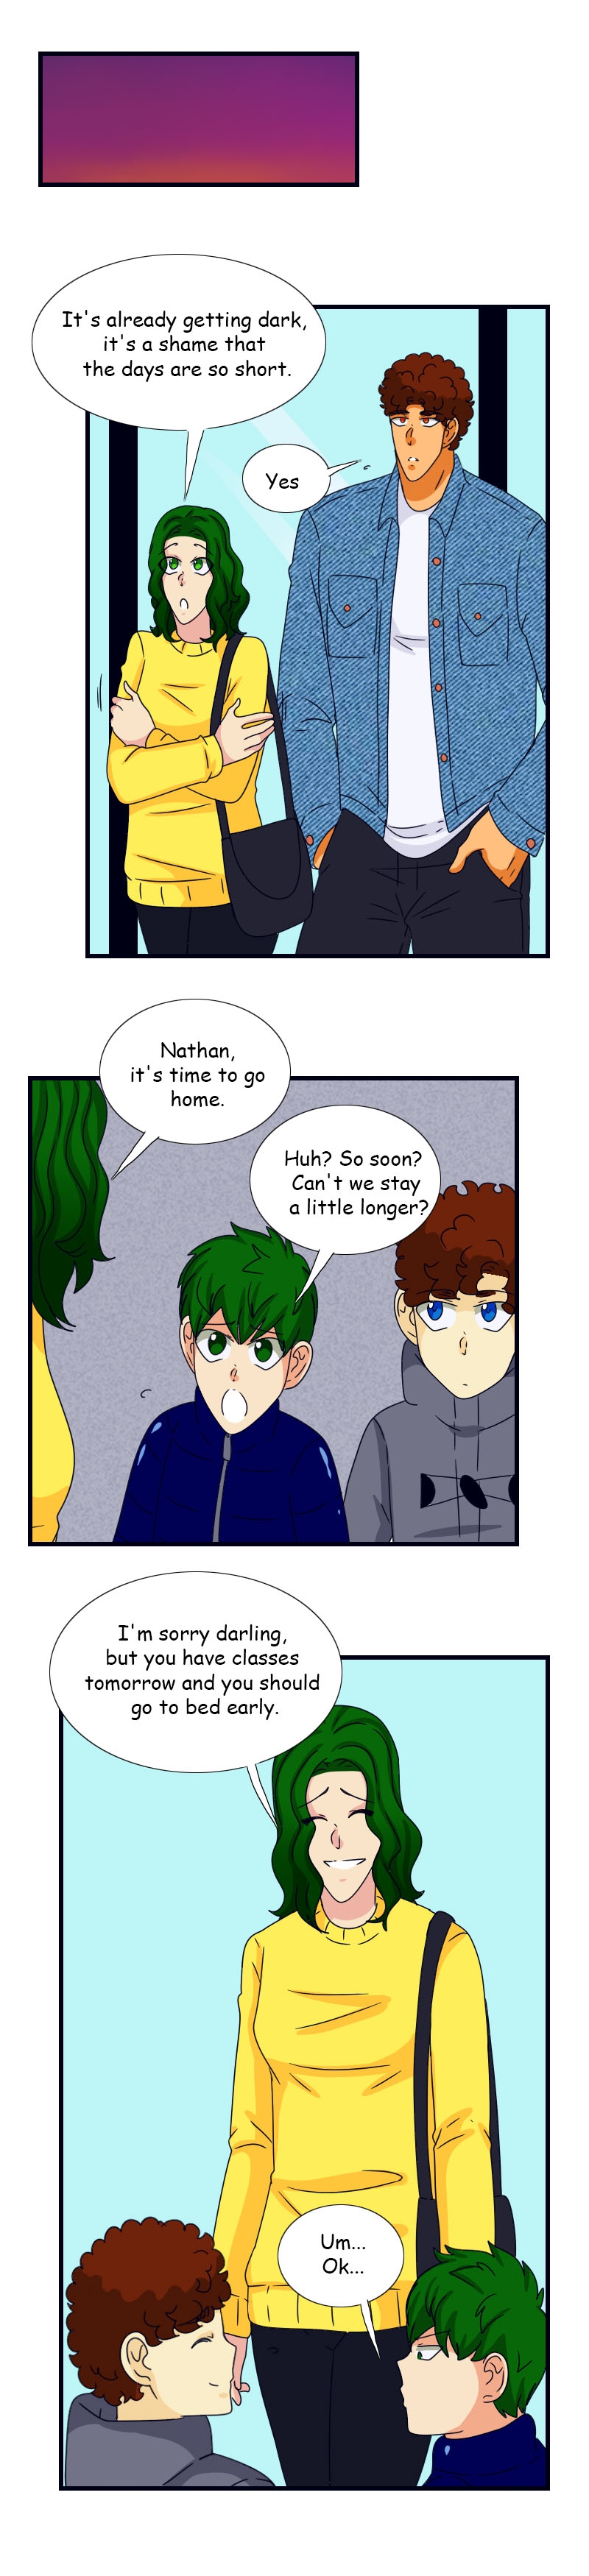 It's already getting dark,
it's a shame that
the days are so short.
Yes
Nathan,
it's time to go
home.
Huh? So soon?
Can't we stay
a little longer?
I'm sorry darling,
but you have classes
tomorrow and you should
go to bed early.
Um...
Ok...